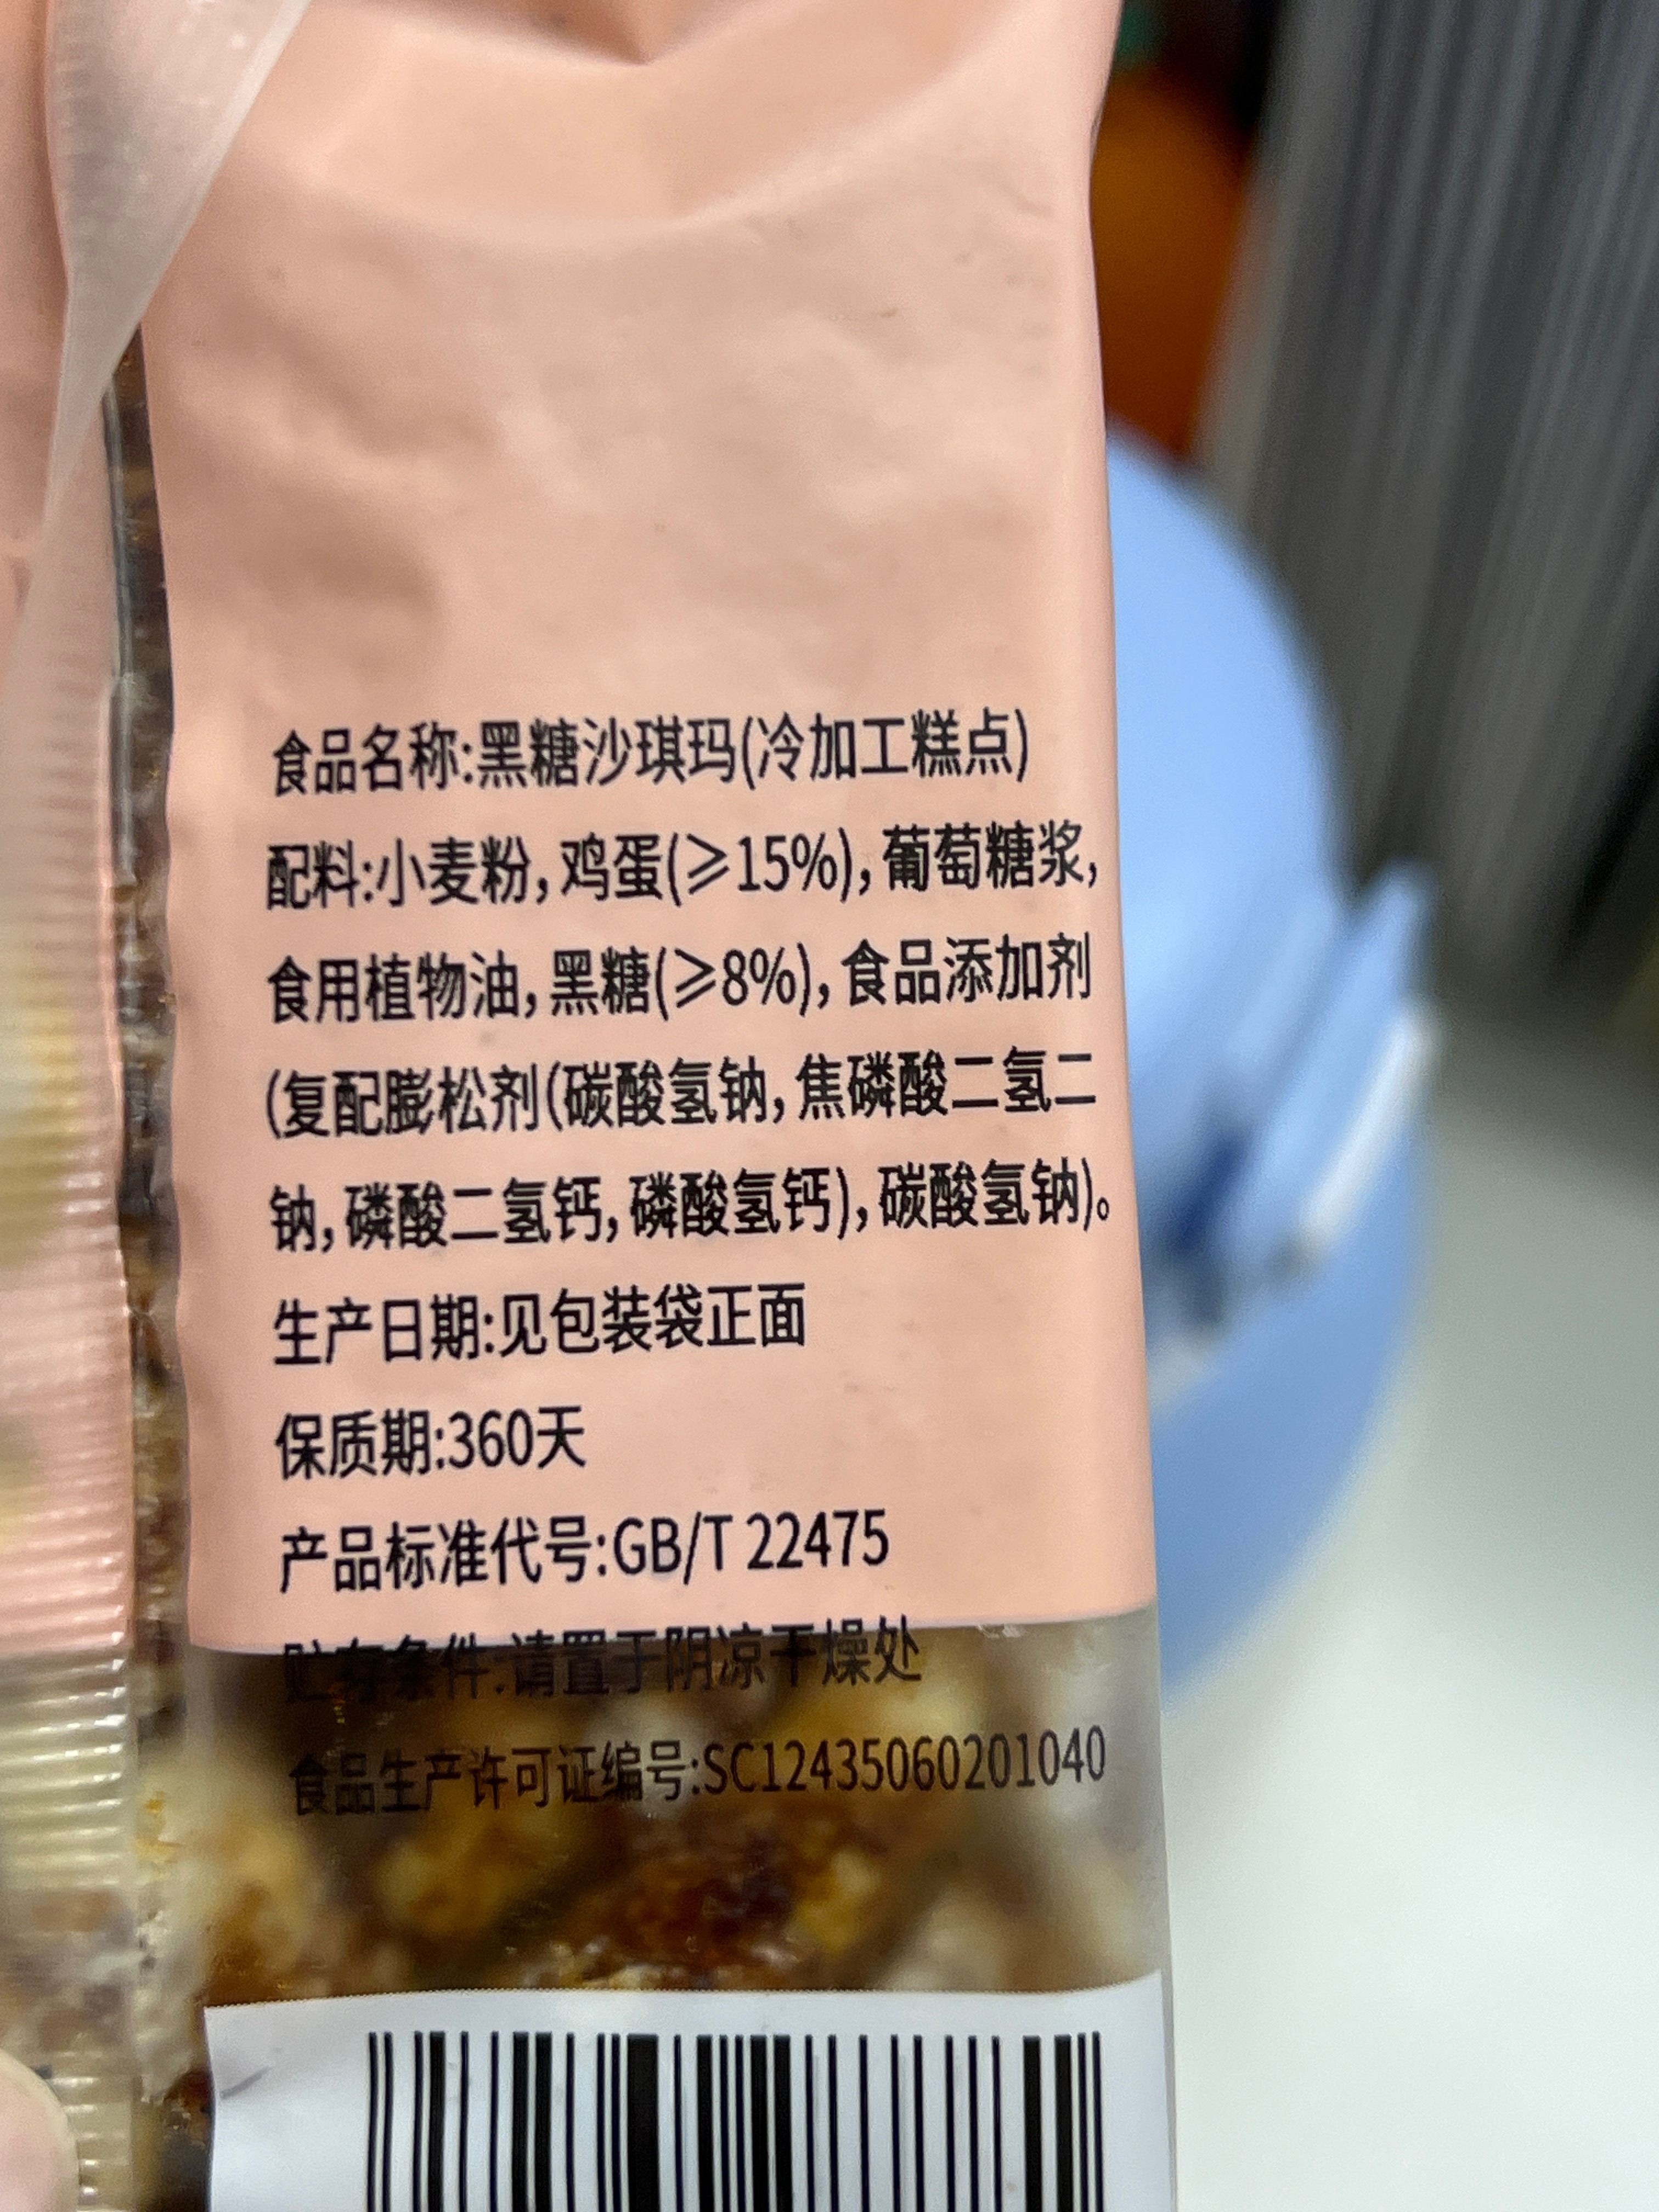 食品名称:黑糖沙琪玛(冷加工糕点)
配料:小麦粉,鸡蛋(≥15%),葡萄糖浆,
食用植物油,黑糖(≥8%),食品添加剂
(复配膨松剂(碳酸氢钠,焦磷酸二氢二
钠,磷酸二氢钙,磷酸氢钙),碳酸氢钠)。
生产日期:见包装袋正面
保质期:360天
产品标准代号:GB/T 22475
贮存条件:请置于阴凉干燥处
食品生产许可证编号:SC12435060201040